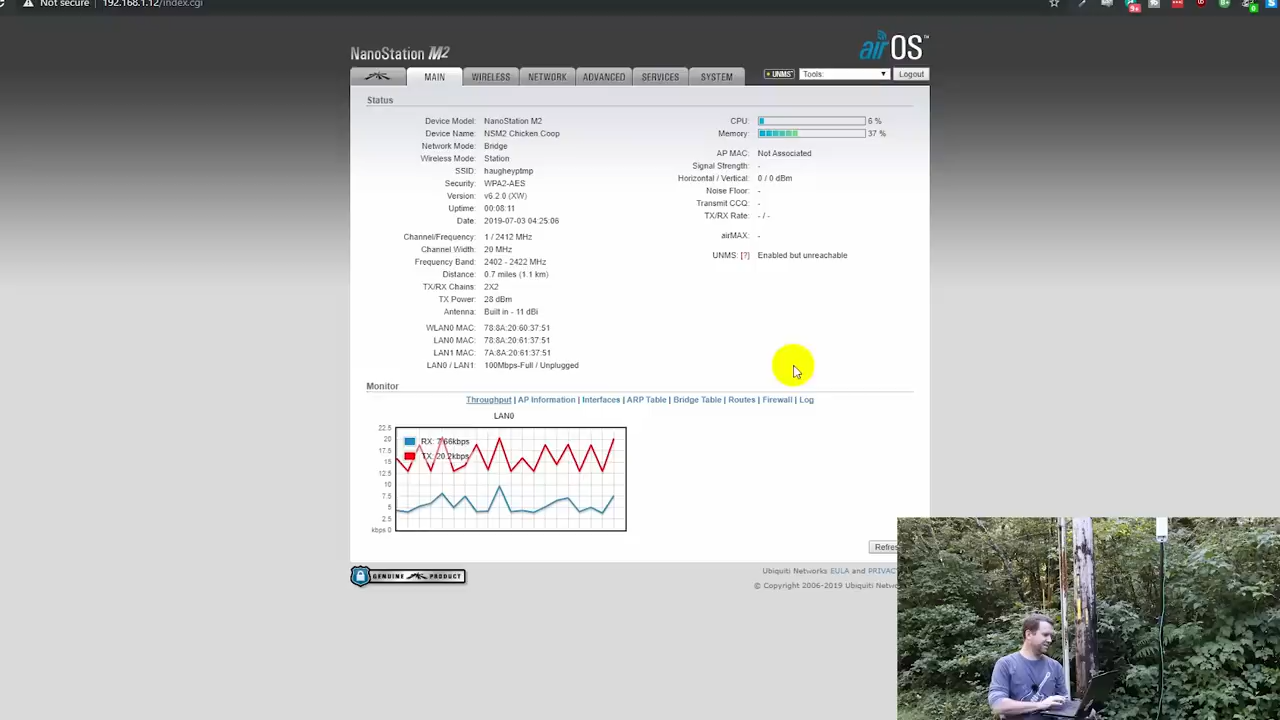 Not secure | 192.168.1.12/index.cgi
NanoStation M2
airOS™
MAIN WIRELESS NETWORK ADVANCED SERVICES SYSTEM UNMS Tools: Logout
Status
Device Model: NanoStation M2
Device Name: NSM2 Chicken Coop
Network Mode: Bridge
Wireless Mode: Station
SSID: haugheyptmp
Security: WPA2-AES
Version: v6.2.0 (XW)
Uptime: 00:08:11
Date: 2019-07-03 04:25:06
Channel/Frequency: 1 / 2412 MHz
Channel Width: 20 MHz
Frequency Band: 2402 - 2422 MHz
Distance: 0.7 miles (1.1 km)
TX/RX Chains: 2X2
TX Power: 28 dBm
Antenna: Built in - 11 dBi
WLAN0 MAC: 78:8A:20:60:37:51
LAN0 MAC: 78:8A:20:61:37:51
LAN1 MAC: 7A:8A:20:61:37:51
LAN0 / LAN1: 100Mbps-Full / Unplugged
CPU: 6 %
Memory: 37 %
AP MAC: Not Associated
Signal Strength: -
Horizontal / Vertical: 0 / 0 dBm
Noise Floor: -
Transmit CCQ: -
TX/RX Rate: - / -
airMAX: -
UNMS: [?] Enabled but unreachable
Monitor
Throughput | AP Information | Interfaces | ARP Table | Bridge Table | Routes | Firewall | Log
LAN0
22.5
20
17.5
15
12.5
10
7.5
5
2.5
kbps 0
RX: 7.66kbps
TX: 20.2kbps
Refres
GENUINE PRODUCT
Ubiquiti Networks EULA and PRIVAC
© Copyright 2006-2019 Ubiquiti Netw